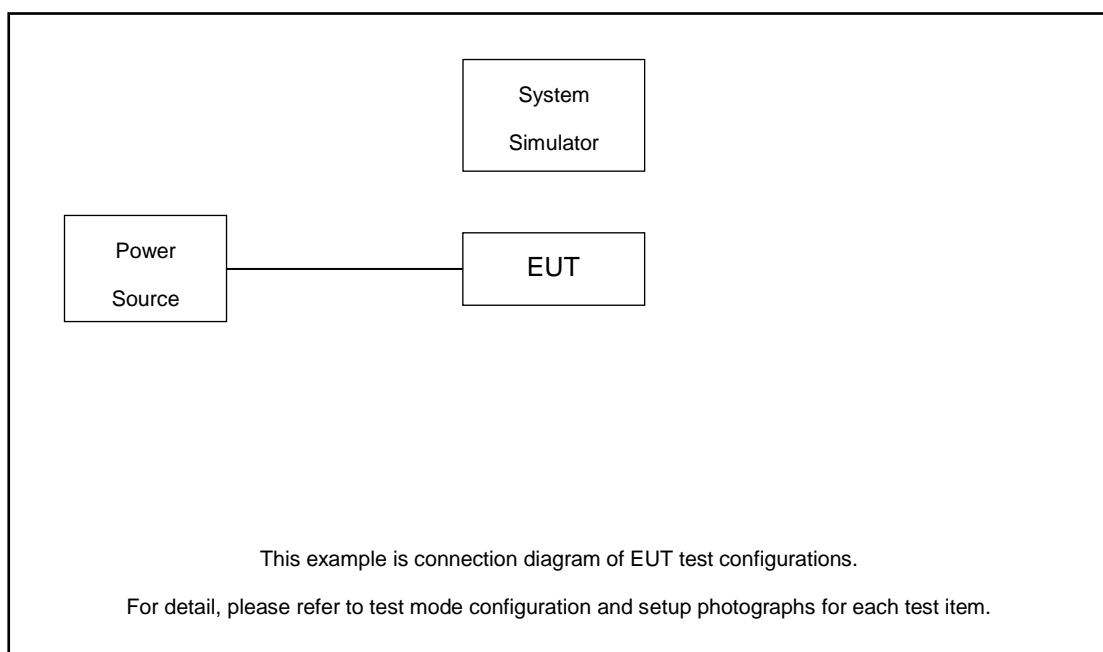 System
Simulator
Power
Source
EUT
This example is connection diagram of EUT test configurations.
For detail, please refer to test mode configuration and setup photographs for each test item.